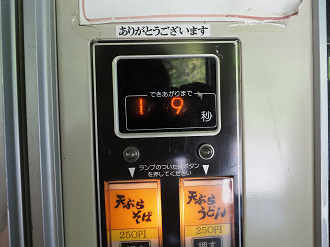 ありがとうございます
できあがりまで
19 秒
ランプのついたボタン
を押してください
天ぷら そば
天ぷら うどん
250円
250円
押す